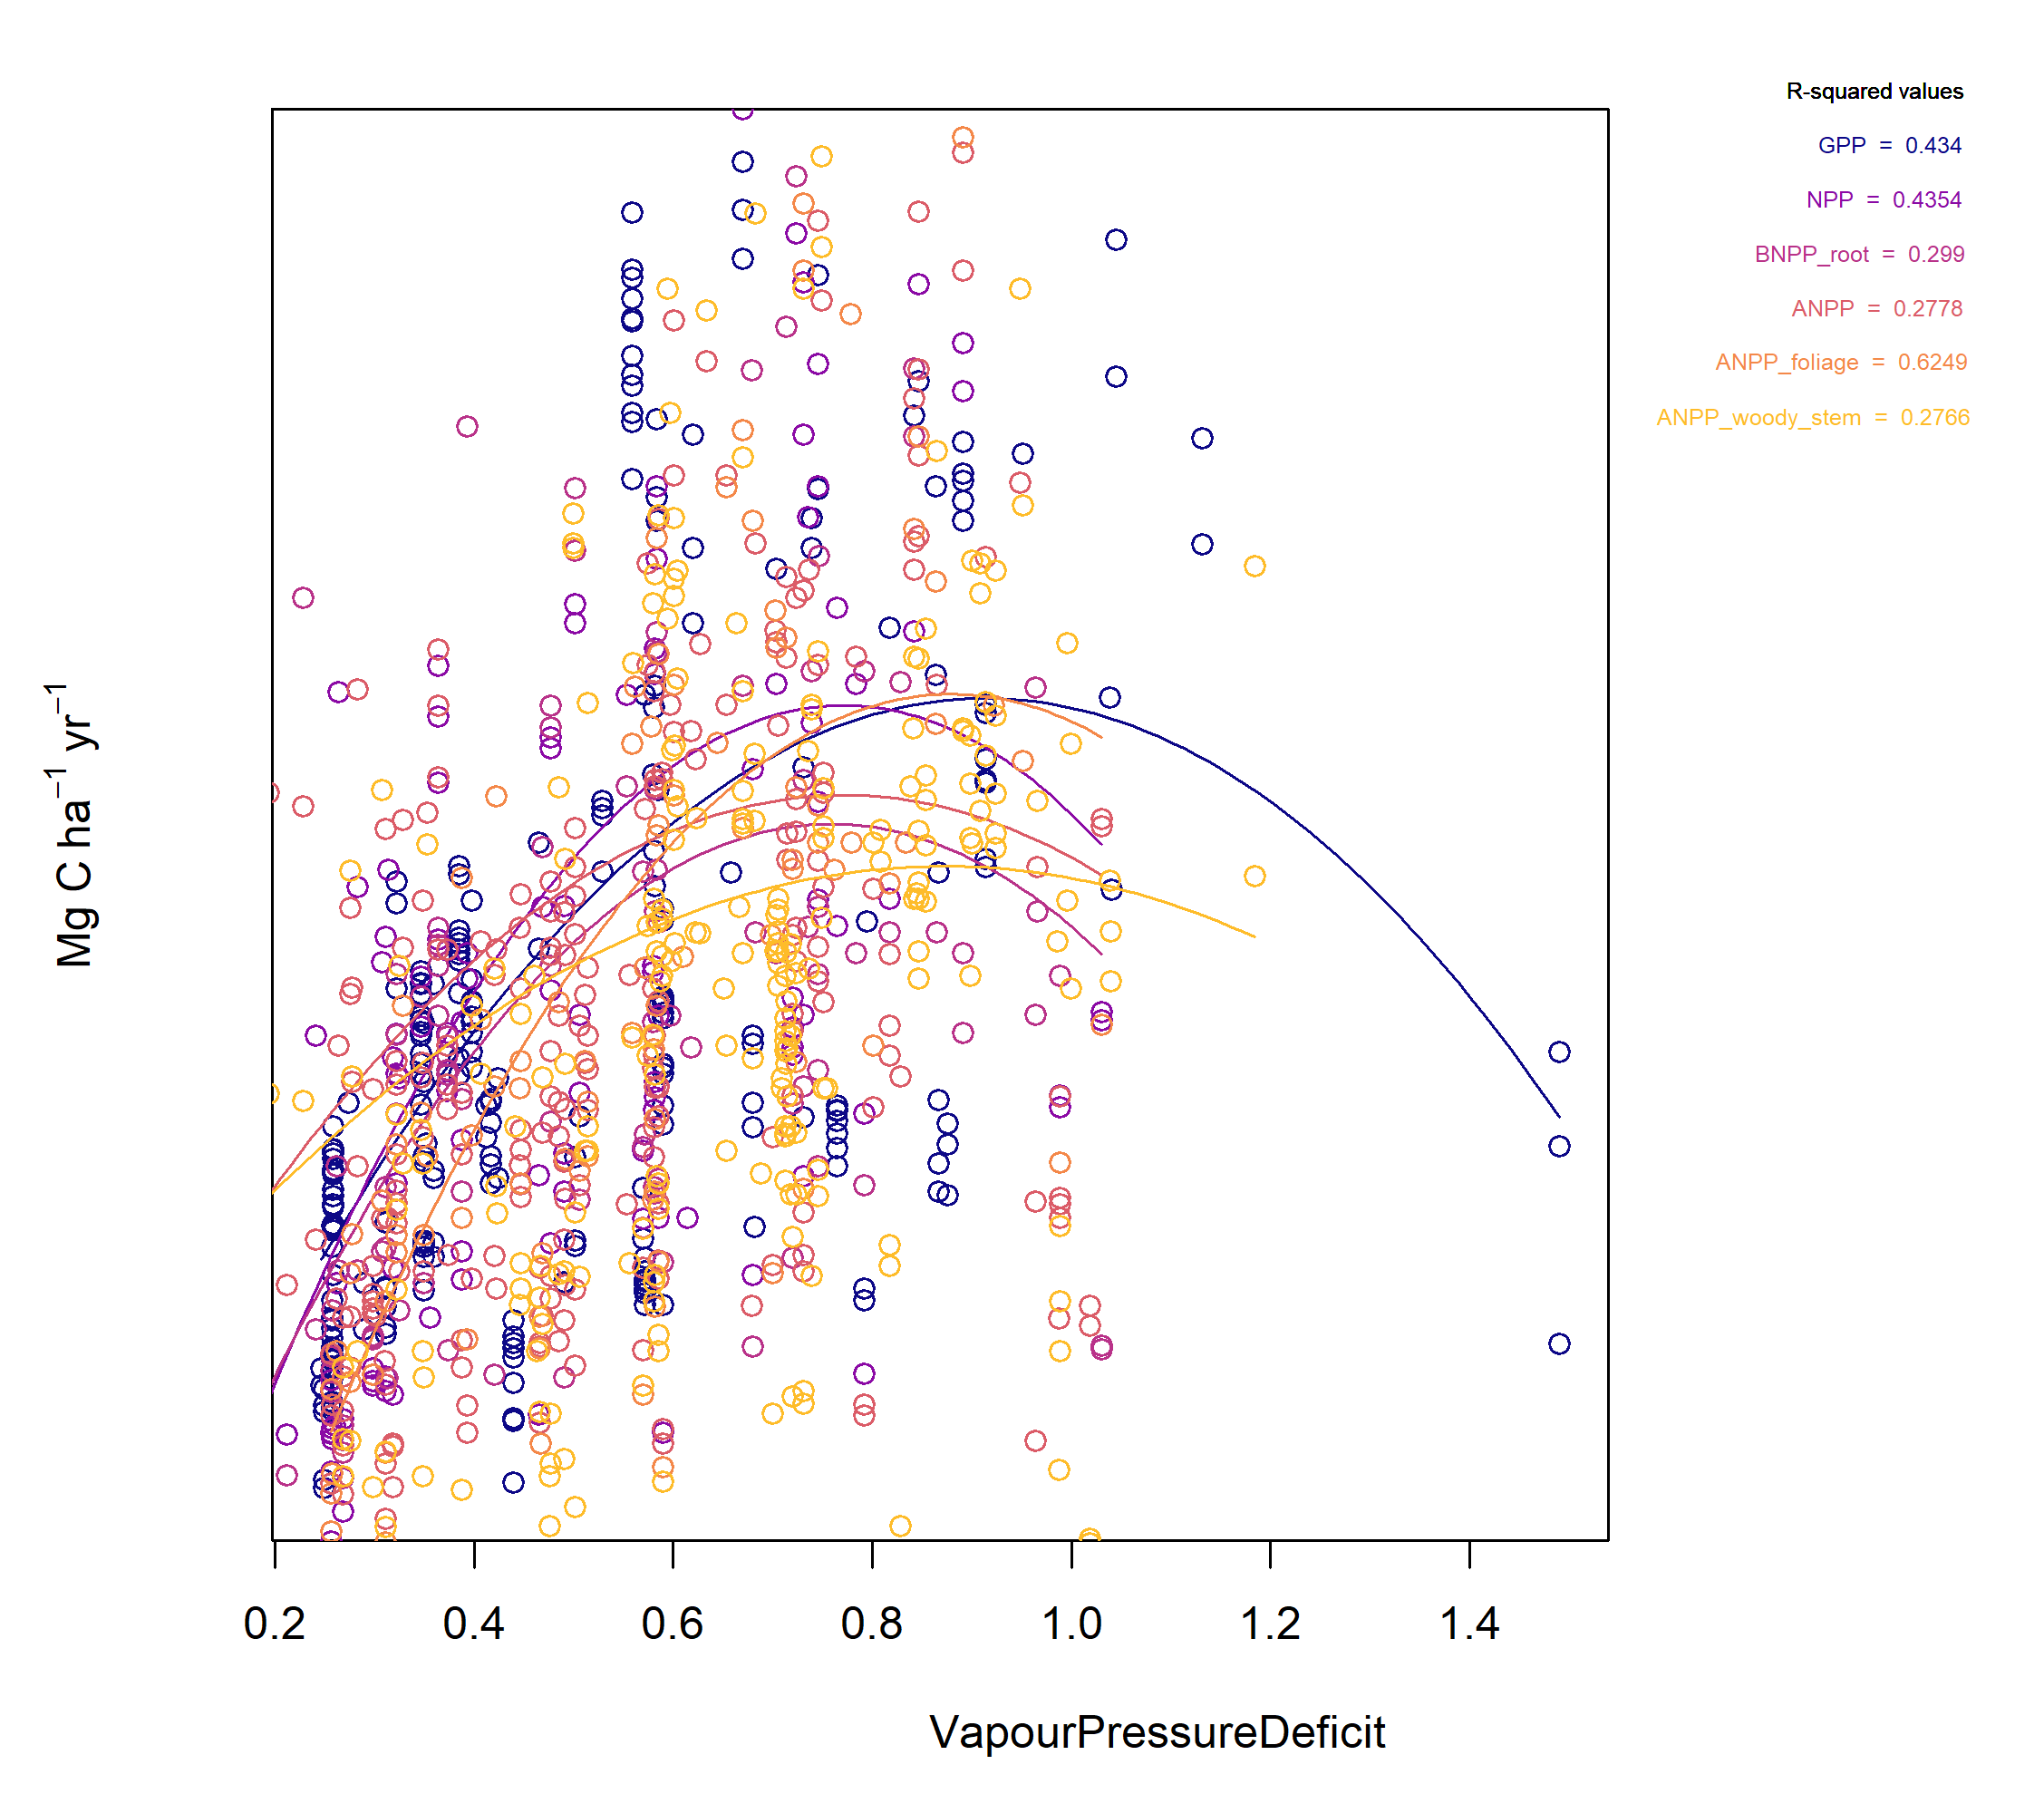 R-squared values
GPP = 0.434
NPP = 0.4354
BNPP_root = 0.299
ANPP = 0.2778
ANPP_foliage = 0.6249
ANPP_woody_stem = 0.2766
Mg C ha⁻¹ yr⁻¹
0.2 0.4 0.6 0.8 1.0 1.2 1.4
VapourPressureDeficit